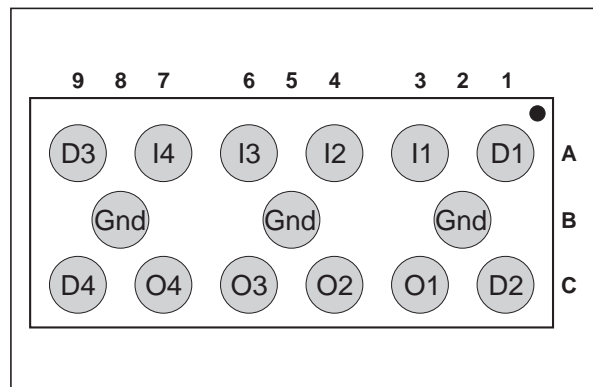 9 8 7 6 5 4 3 2 1
D3 I4 I3 I2 I1 D1 A
Gnd Gnd Gnd B
D4 O4 O3 O2 O1 D2 C